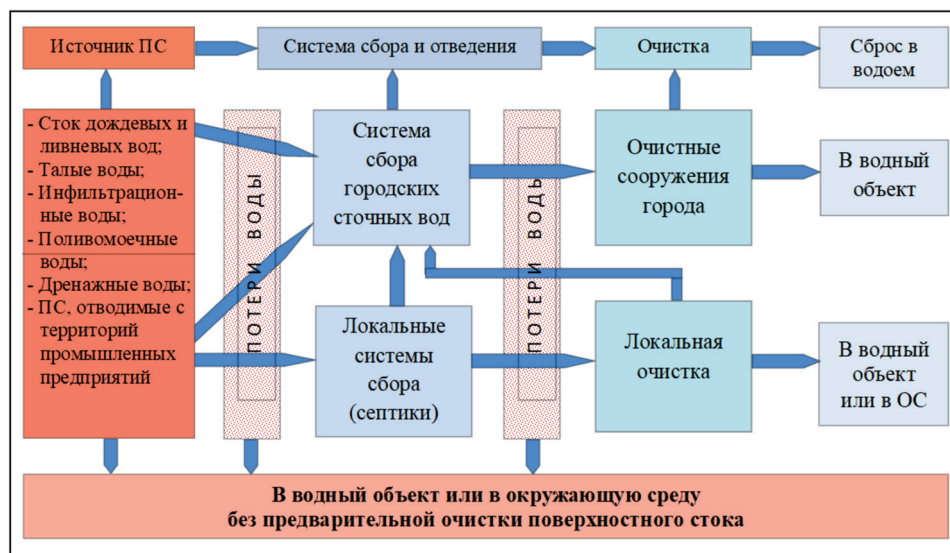 Источник ПС
Система сбора и отведения
Очистка
Сброс в
водоем
- Сток дождевых и
ливневых вод;
- Талые воды;
- Инфильтрацион-
ные воды;
- Поливомоечные
воды;
- Дренажные воды;
- ПС, отводимые с
территорий
промышленных
предприятий
ПОТЕРИ ВОДЫ
Система
сбора
городских
сточных вод
ПОТЕРИ ВОДЫ
Очистные
сооружения
города
В водный
объект
Локальные
системы
сбора
(септики)
Локальная
очистка
В водный
объект
или в ОС
В водный объект или в окружающую среду
без предварительной очистки поверхностного стока